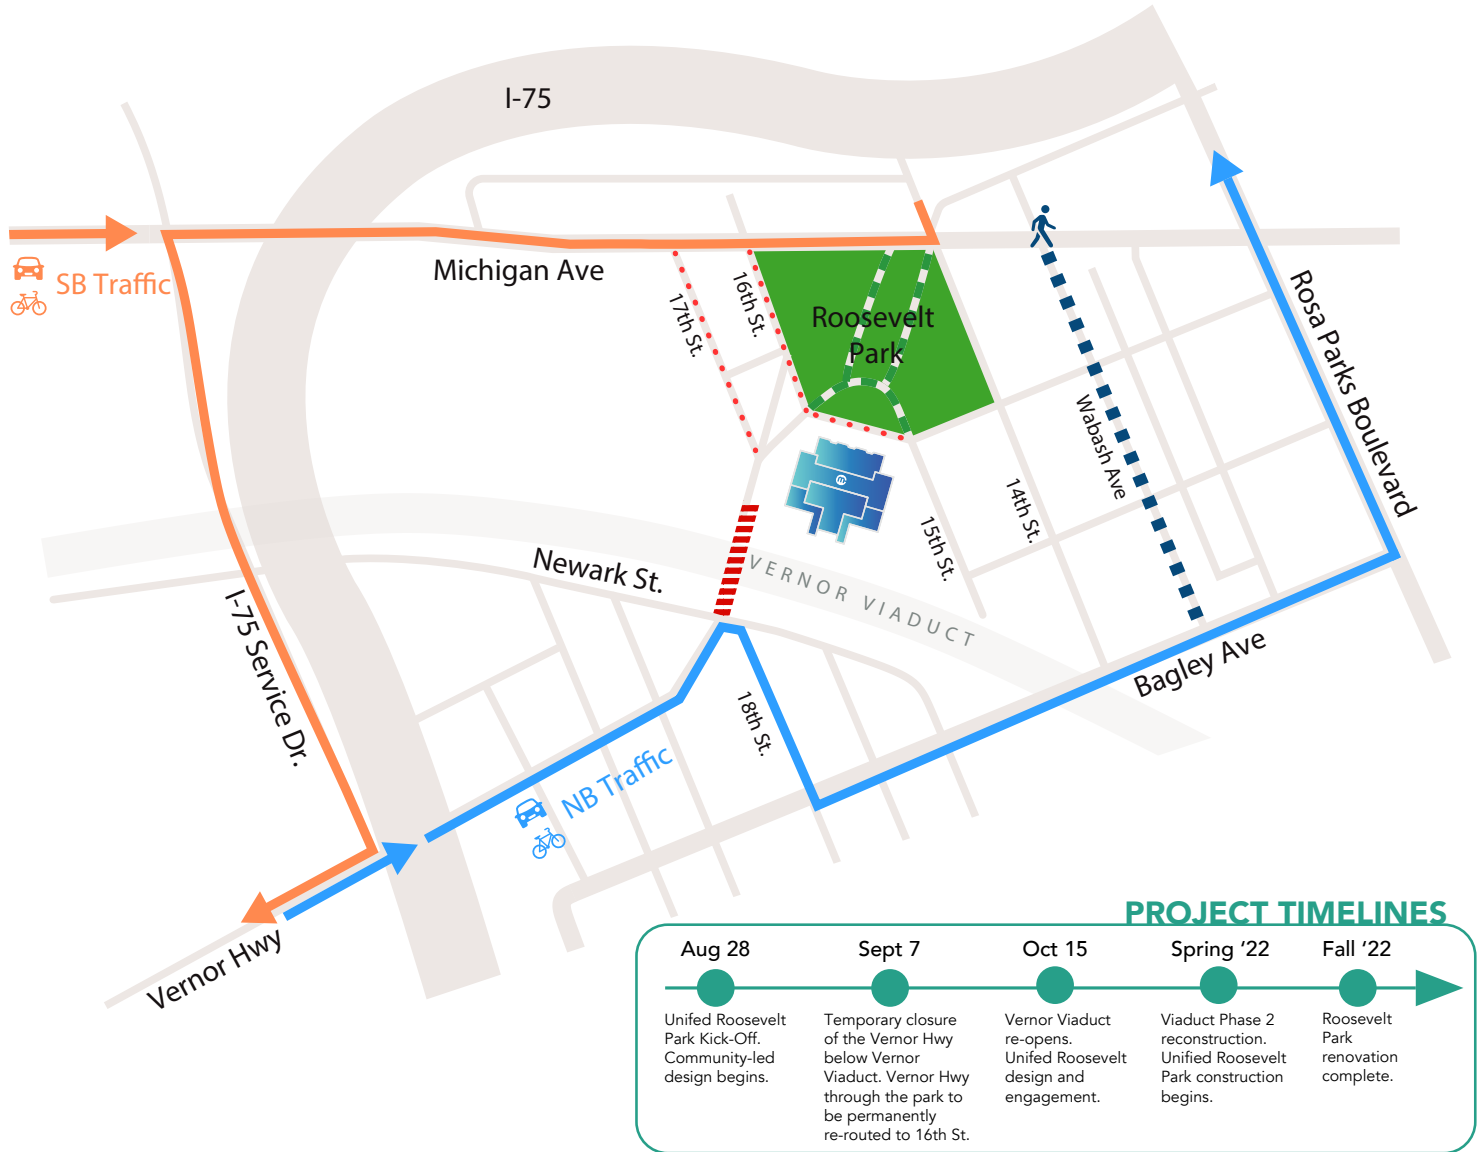 I-75
SB Traffic
Michigan Ave
17th St.
16th St.
Roosevelt
Park
Rosa Parks Boulevard
Wabash Ave
14th St.
15th St.
Newark St.
VERNOR VIADUCT
I-75 Service Dr.
18th St.
Bagley Ave
NB Traffic
Vernor Hwy
PROJECT TIMELINES
Aug 28
Unifed Roosevelt
Park Kick-Off.
Community-led
design begins.
Sept 7
Temporary closure
of the Vernor Hwy
below Vernor
Viaduct. Vernor Hwy
through the park to
be permanently
re-routed to 16th St.
Oct 15
Vernor Viaduct
re-opens.
Unifed Roosevelt
design and
engagement.
Spring ‘22
Viaduct Phase 2
reconstruction.
Unified Roosevelt
Park construction
begins.
Fall ‘22
Roosevelt
Park
renovation
complete.